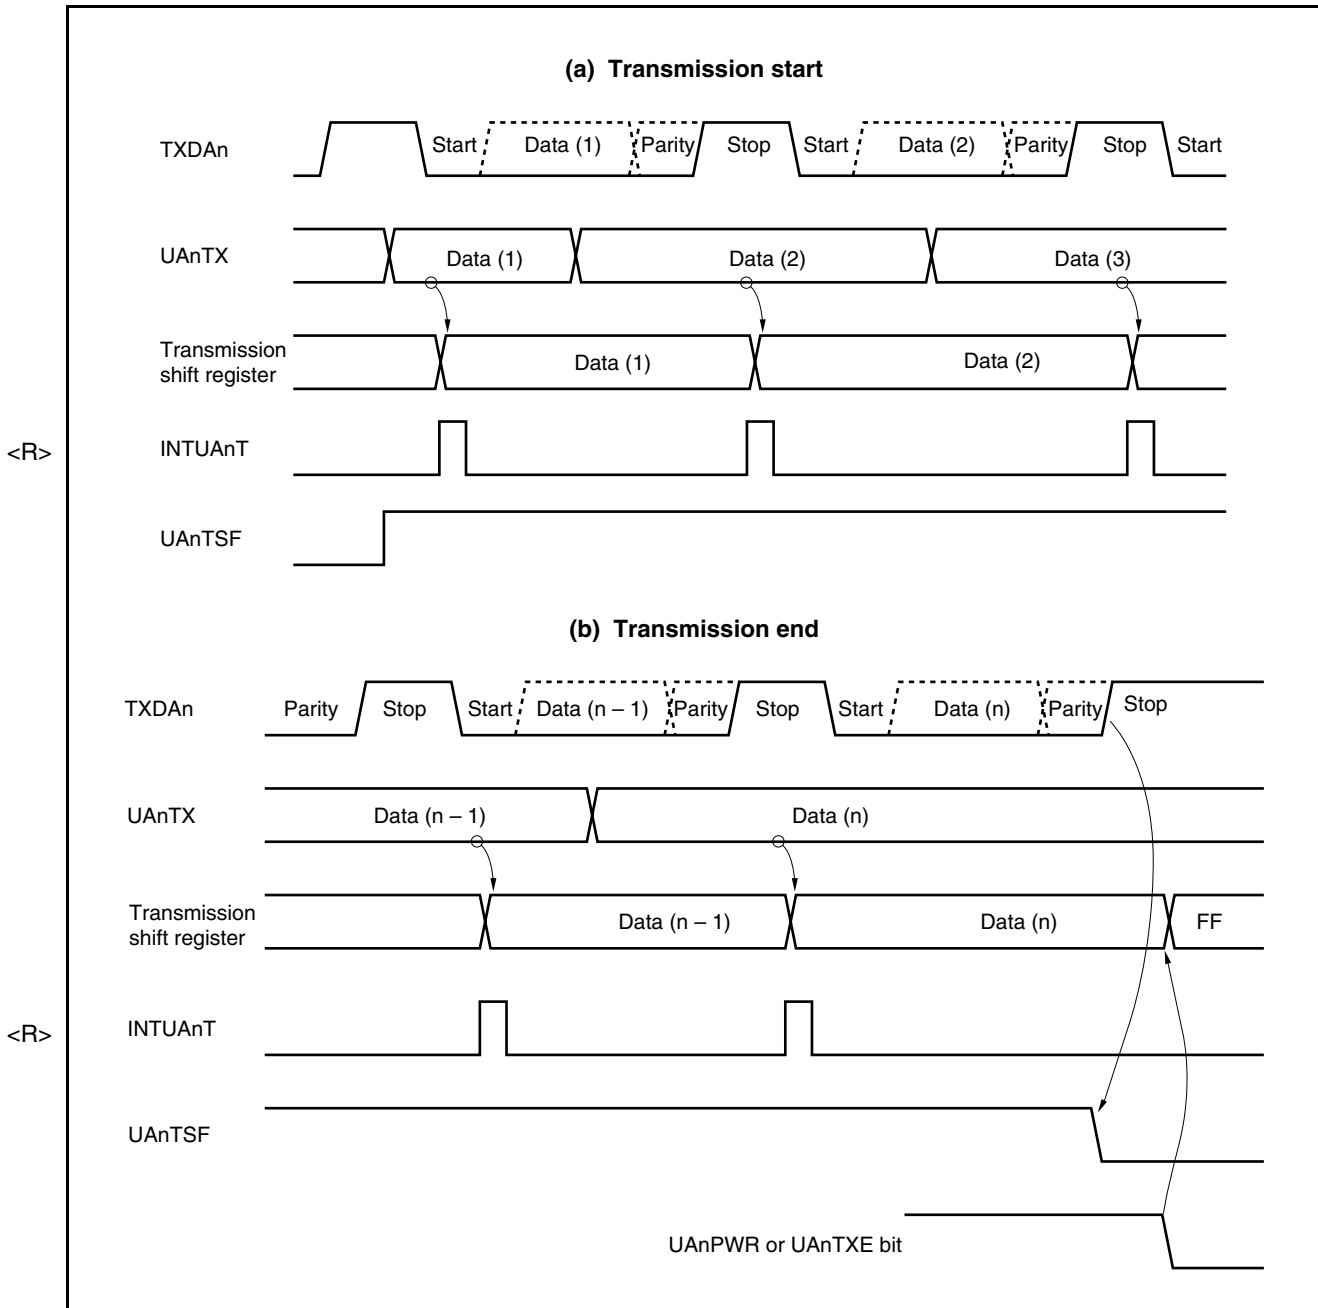 (a) Transmission start
TXDAn Start Data (1) Parity Stop Start Data (2) Parity Stop Start
UAnTX Data (1) Data (2) Data (3)
Transmission
shift register Data (1) Data (2)
<R> INTUAnT
UAnTSF
(b) Transmission end
TXDAn Parity Stop Start Data (n – 1) Parity Stop Start Data (n) Parity Stop
UAnTX Data (n – 1) Data (n)
Transmission
shift register Data (n – 1) Data (n) FF
<R> INTUAnT
UAnTSF
UAnPWR or UAnTXE bit